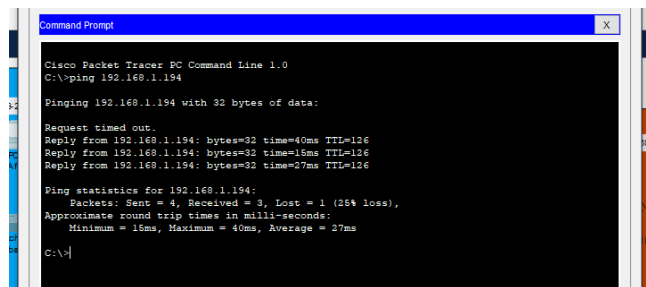 Command Prompt
X
Cisco Packet Tracer PC Command Line 1.0
C:\>ping 192.168.1.194
Pinging 192.168.1.194 with 32 bytes of data:
Request timed out.
Reply from 192.168.1.194: bytes=32 time=40ms TTL=126
Reply from 192.168.1.194: bytes=32 time=15ms TTL=126
Reply from 192.168.1.194: bytes=32 time=27ms TTL=126
Ping statistics for 192.168.1.194:
Packets: Sent = 4, Received = 3, Lost = 1 (25% loss),
Approximate round trip times in milli-seconds:
Minimum = 15ms, Maximum = 40ms, Average = 27ms
C:\>